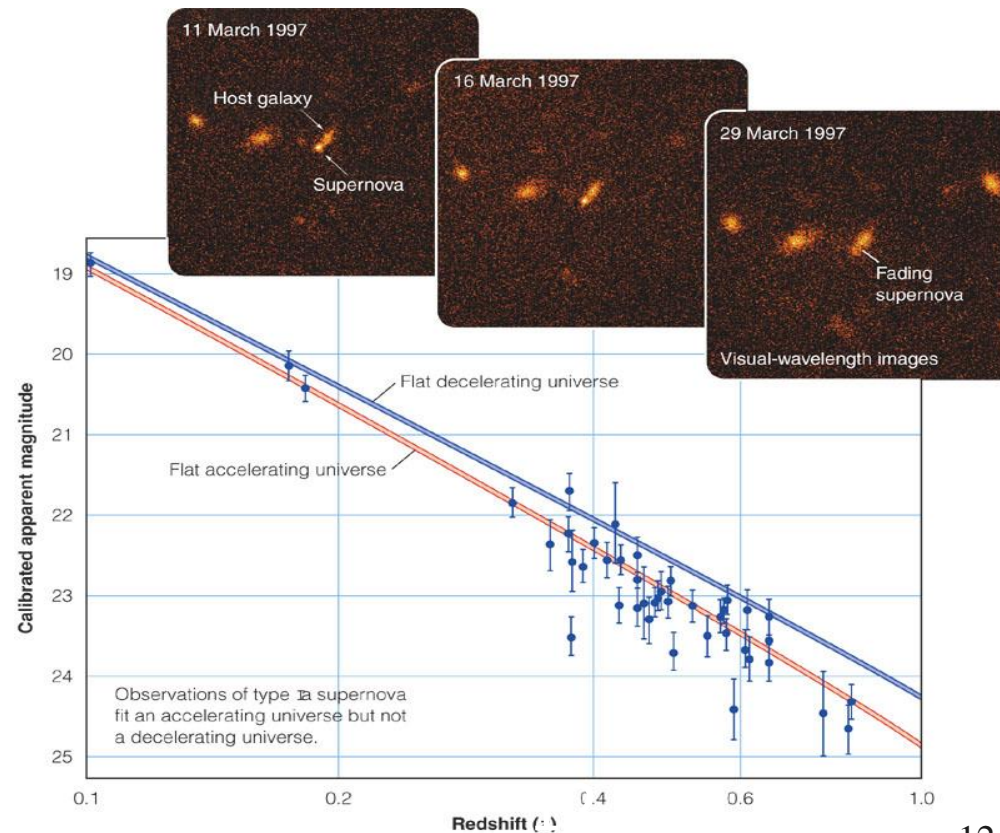 11 March 1997
Host galaxy
Supernova
16 March 1997
29 March 1997
Fading
supernova
Visual-wavelength images
19
20
21
22
23
24
25
Calibrated apparent magnitude
Flat decelerating universe
Flat accelerating universe
Observations of type Ia supernova
fit an accelerating universe but not
a decelerating universe.
0.1
0.2
0.4
0.6
1.0
Redshift